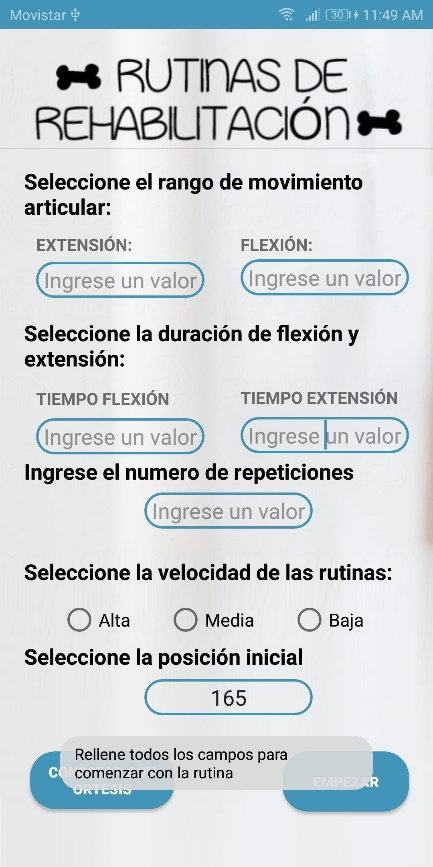 Movistar 30 11:49 AM
RUTINAS DE
REHABILITACIÓN
Seleccione el rango de movimiento
articular:
EXTENSIÓN: FLEXIÓN:
Ingrese un valor Ingrese un valor
Seleccione la duración de flexión y
extensión:
TIEMPO FLEXIÓN TIEMPO EXTENSIÓN
Ingrese un valor Ingrese un valor
Ingrese el numero de repeticiones
Ingrese un valor
Seleccione la velocidad de las rutinas:
Alta Media Baja
Seleccione la posición inicial
165
Rellene todos los campos para
comenzar con la rutina
EMPEZAR
ÓRTESIS